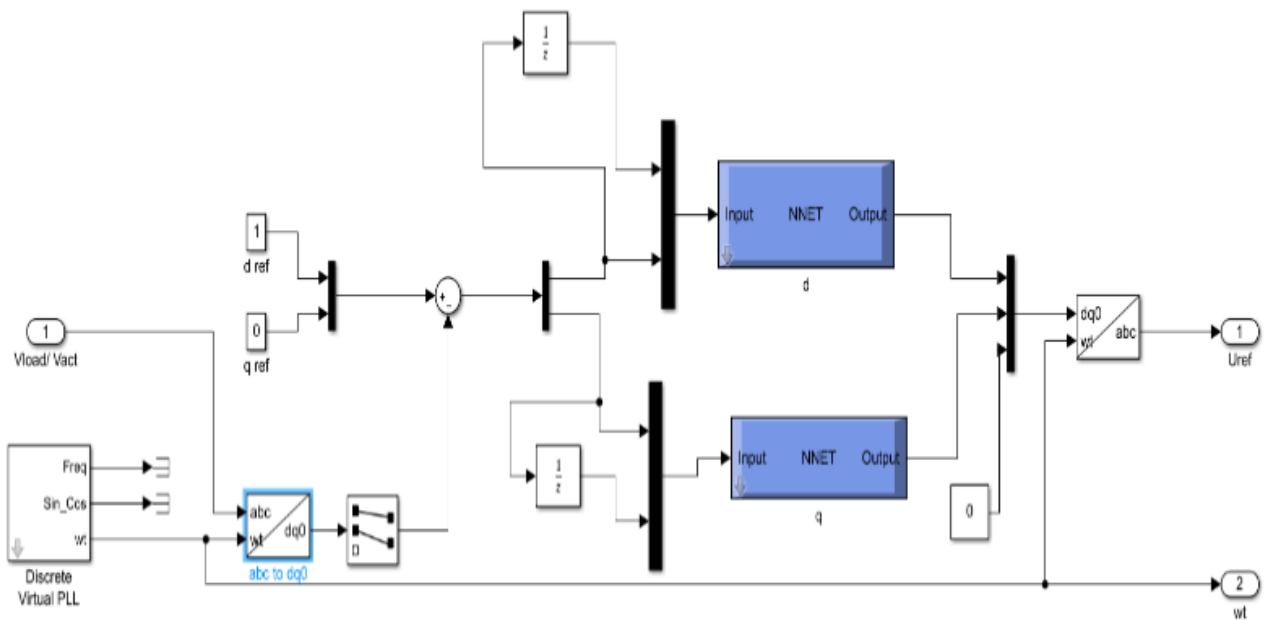 1
z
1
d ref
0
q ref
1
Vload/ Vact
+
-
Input NNET Output
d
dq0
wt
abc
1
Uref
Freq
Sin_Cos
wt
Discrete
Virtual PLL
abc
wt
dq0
abc to dq0
1
z
Input NNET Output
q
0
2
wt